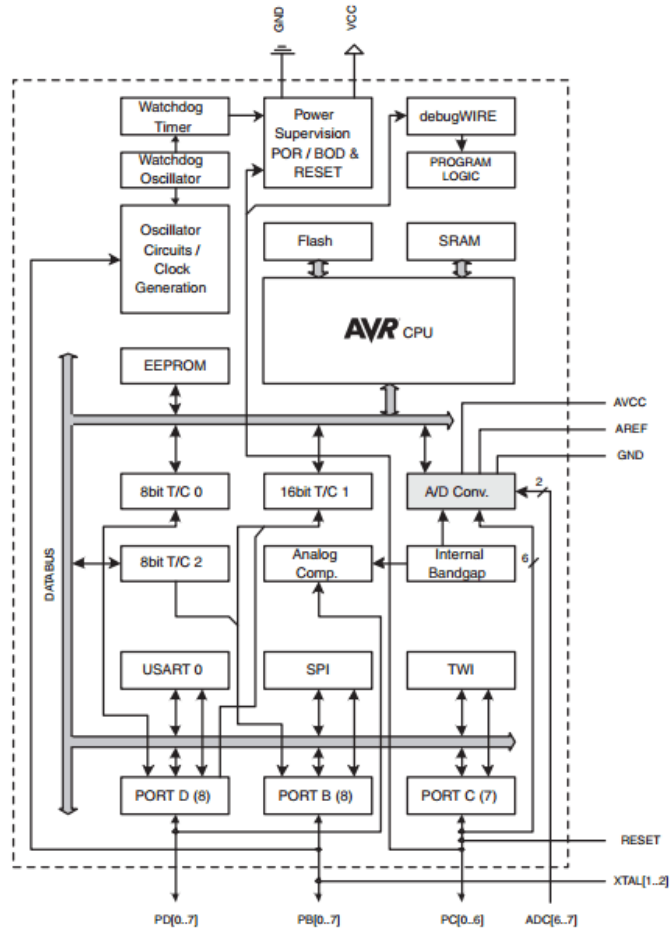 GND
VCC
Watchdog
Timer
Power
Supervision
POR / BOD &
RESET
debugWIRE
Watchdog
Oscillator
PROGRAM
LOGIC
Oscillator
Circuits /
Clock
Generation
Flash
SRAM
AVR CPU
EEPROM
AVCC
AREF
GND
8bit T/C 0
16bit T/C 1
A/D Conv.
2
DATABUS
8bit T/C 2
Analog
Comp.
Internal
Bandgap
6
USART 0
SPI
TWI
PORT D (8)
PORT B (8)
PORT C (7)
RESET
XTAL[1..2]
PD[0..7]
PB[0..7]
PC[0..6]
ADC[6..7]